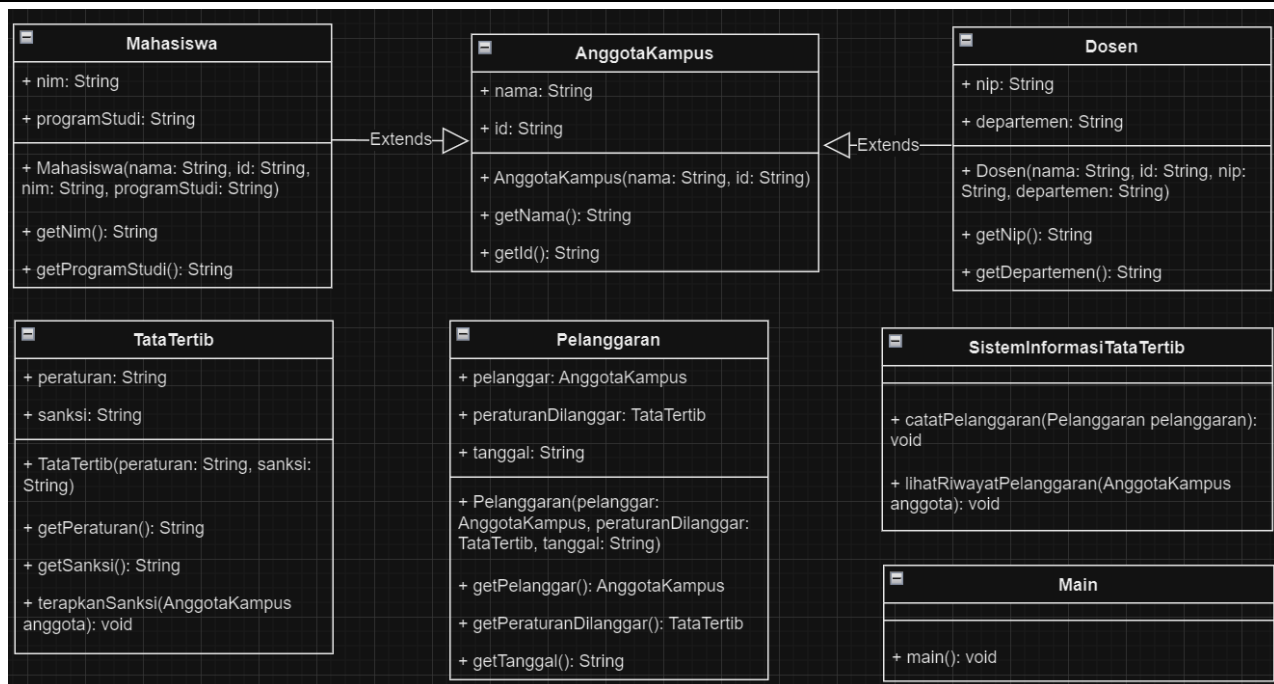 Mahasiswa
+ nim: String
+ programStudi: String
+ Mahasiswa(nama: String, id: String,
nim: String, programStudi: String)
+ getNim(): String
+ getProgramStudi(): String
Extends
AnggotaKampus
+ nama: String
+ id: String
+ AnggotaKampus(nama: String, id: String)
+ getNama(): String
+ getId(): String
Extends
Dosen
+ nip: String
+ departemen: String
+ Dosen(nama: String, id: String, nip:
String, departemen: String)
+ getNip(): String
+ getDepartemen(): String
TataTertib
+ peraturan: String
+ sanksi: String
+ TataTertib(peraturan: String, sanksi:
String)
+ getPeraturan(): String
+ getSanksi(): String
+ terapkanSanksi(AnggotaKampus
anggota): void
Pelanggaran
+ pelanggar: AnggotaKampus
+ peraturanDilanggar: TataTertib
+ tanggal: String
+ Pelanggaran(pelanggar:
AnggotaKampus, peraturanDilanggar:
TataTertib, tanggal: String)
+ getPelanggar(): AnggotaKampus
+ getPeraturanDilanggar(): TataTertib
+ getTanggal(): String
SistemInformasiTataTertib
+ catatPelanggaran(Pelanggaran pelanggaran):
void
+ lihatRiwayatPelanggaran(AnggotaKampus
anggota): void
Main
+ main(): void